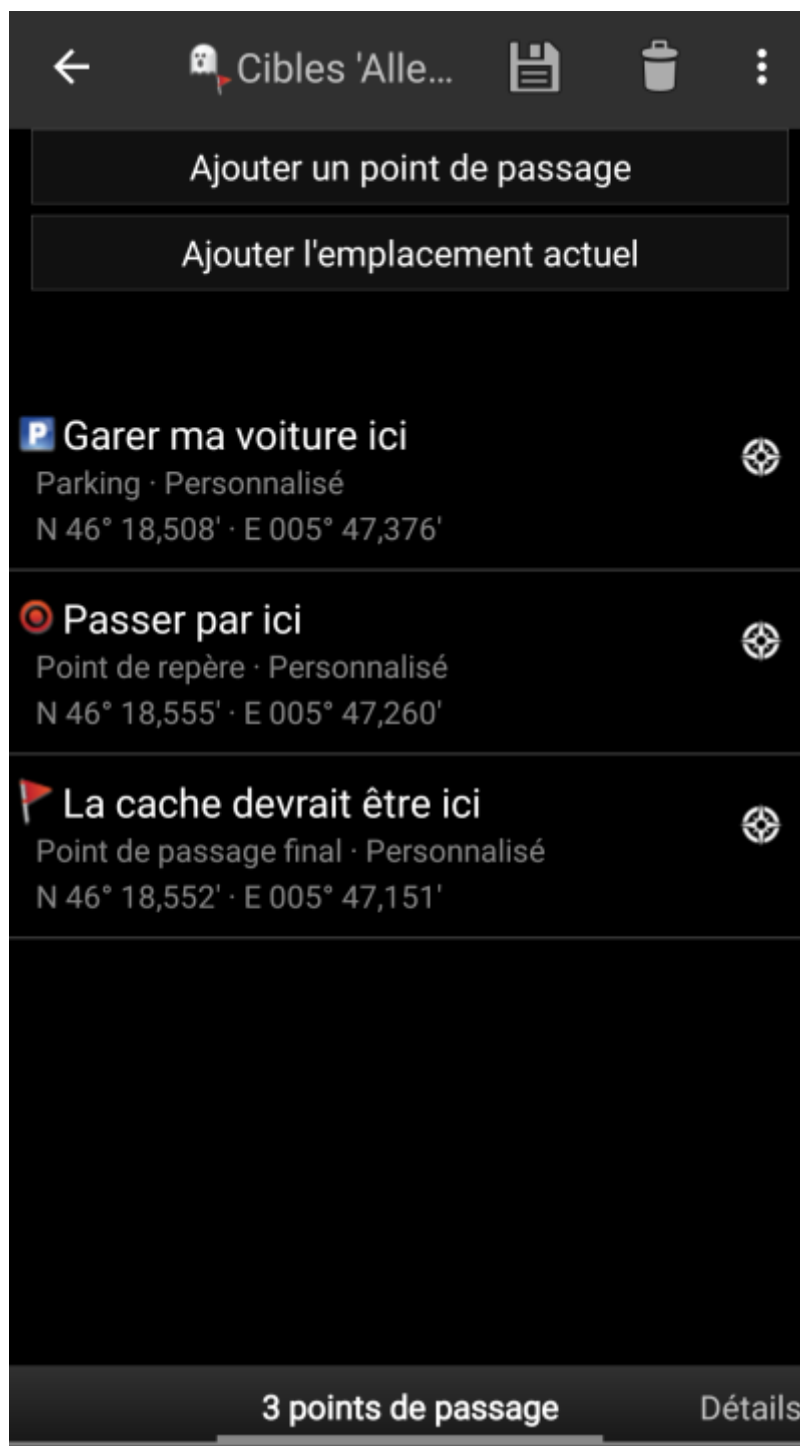 Cibles 'Alle...
Ajouter un point de passage
Ajouter l'emplacement actuel
P Garer ma voiture ici
Parking · Personnalisé
N 46° 18,508' · E 005° 47,376'
Passer par ici
Point de repère · Personnalisé
N 46° 18,555' · E 005° 47,260'
La cache devrait être ici
Point de passage final · Personnalisé
N 46° 18,552' · E 005° 47,151'
3 points de passage Détails